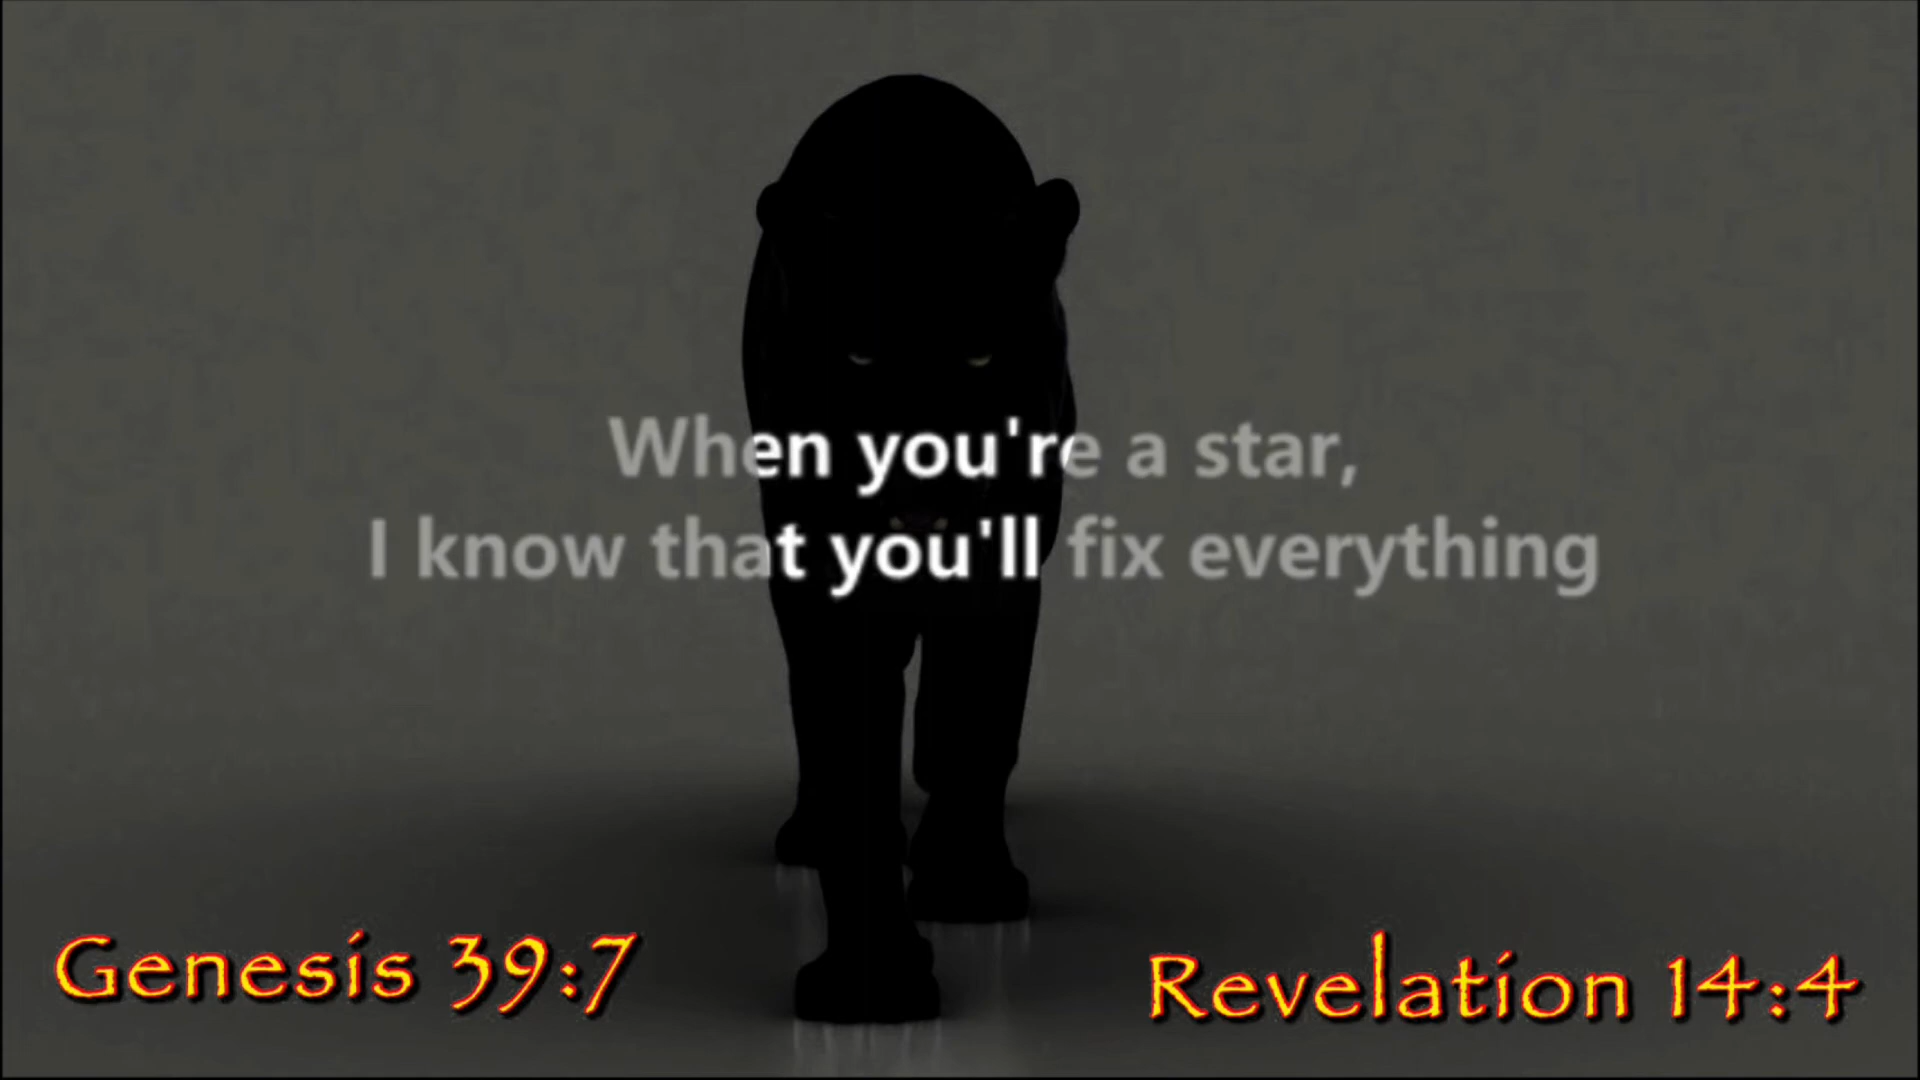 When you're a star,
I know that you'll fix everything
Genesis 39:7
Revelation 14:4